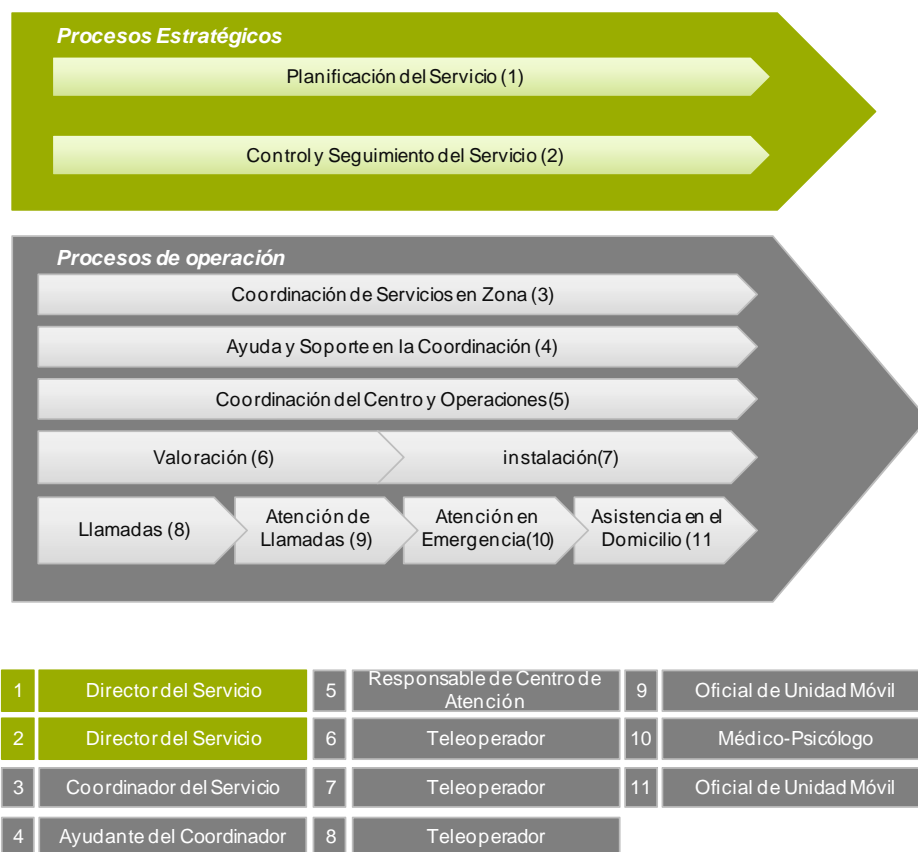 Procesos Estratégicos
Planificación del Servicio (1)
Control y Seguimiento del Servicio (2)
Procesos de operación
Coordinación de Servicios en Zona (3)
Ayuda y Soporte en la Coordinación (4)
Coordinación del Centro y Operaciones(5)
Valoración (6)
instalación(7)
Llamadas (8)
Atención de
Llamadas (9)
Atención en
Emergencia(10)
Asistencia en el
Domicilio (11
1 Director del Servicio
2 Director del Servicio
3 Coordinador del Servicio
4 Ayudante del Coordinador
5 Responsable de Centro de
Atención
6 Teleoperador
7 Teleoperador
8 Teleoperador
9 Oficial de Unidad Móvil
10 Médico-Psicólogo
11 Oficial de Unidad Móvil